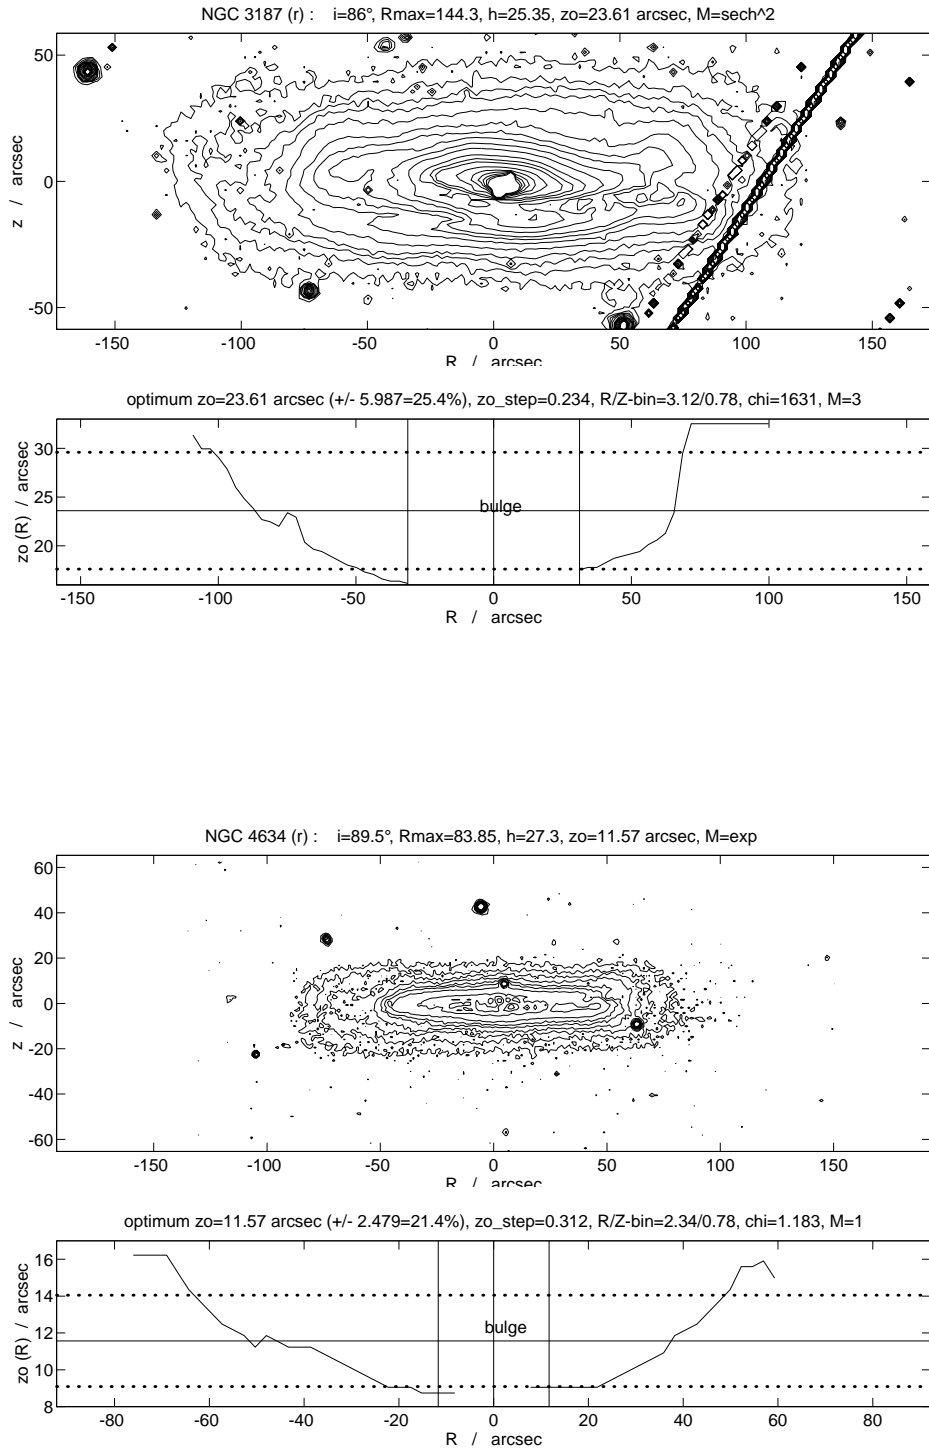 NGC 3187 (r) : i=86°, Rmax=144.3, h=25.35, zo=23.61 arcsec, M=sech^2
50
0
-50
z / arcsec
-150 -100 -50 0 50 100 150
R / arcsec
optimum zo=23.61 arcsec (+/- 5.987=25.4%), zo_step=0.234, R/Z-bin=3.12/0.78, chi=1631, M=3
30
25
20
zo (R) / arcsec
bulge
-150 -100 -50 0 50 100 150
R / arcsec
NGC 4634 (r) : i=89.5°, Rmax=83.85, h=27.3, zo=11.57 arcsec, M=exp
60
40
20
0
-20
-40
-60
z / arcsec
-150 -100 -50 0 50 100 150
R / arcsec
optimum zo=11.57 arcsec (+/- 2.479=21.4%), zo_step=0.312, R/Z-bin=2.34/0.78, chi=1.183, M=1
16
14
12
10
8
zo (R) / arcsec
bulge
-80 -60 -40 -20 0 20 40 60 80
R / arcsec